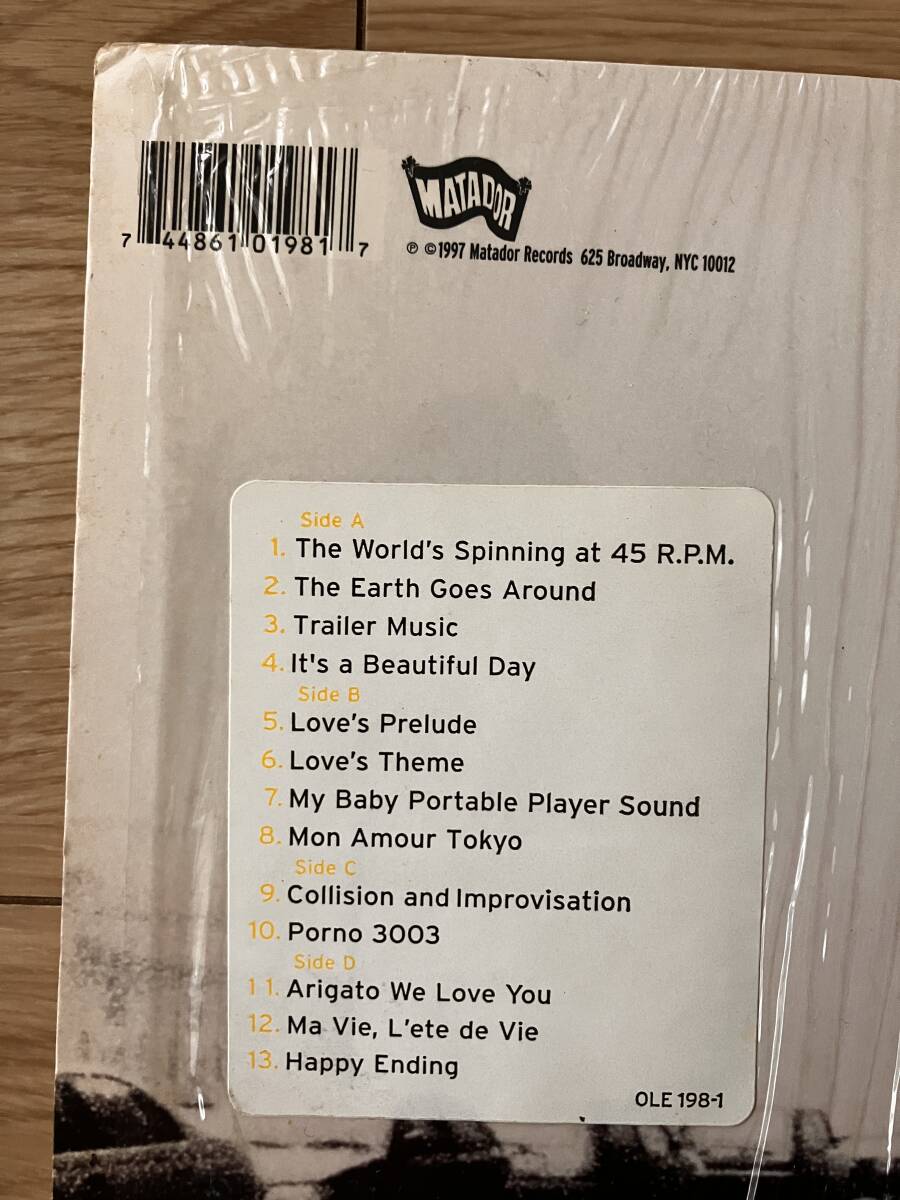 MATADOR
7 44861 01981 7
℗ ©1997 Matador Records 625 Broadway, NYC 10012
Side A
1. The World's Spinning at 45 R.P.M.
2. The Earth Goes Around
3. Trailer Music
4. It's a Beautiful Day
Side B
5. Love's Prelude
6. Love's Theme
7. My Baby Portable Player Sound
8. Mon Amour Tokyo
Side C
9. Collision and Improvisation
10. Porno 3003
Side D
11. Arigato We Love You
12. Ma Vie, L'ete de Vie
13. Happy Ending
OLE 198-1